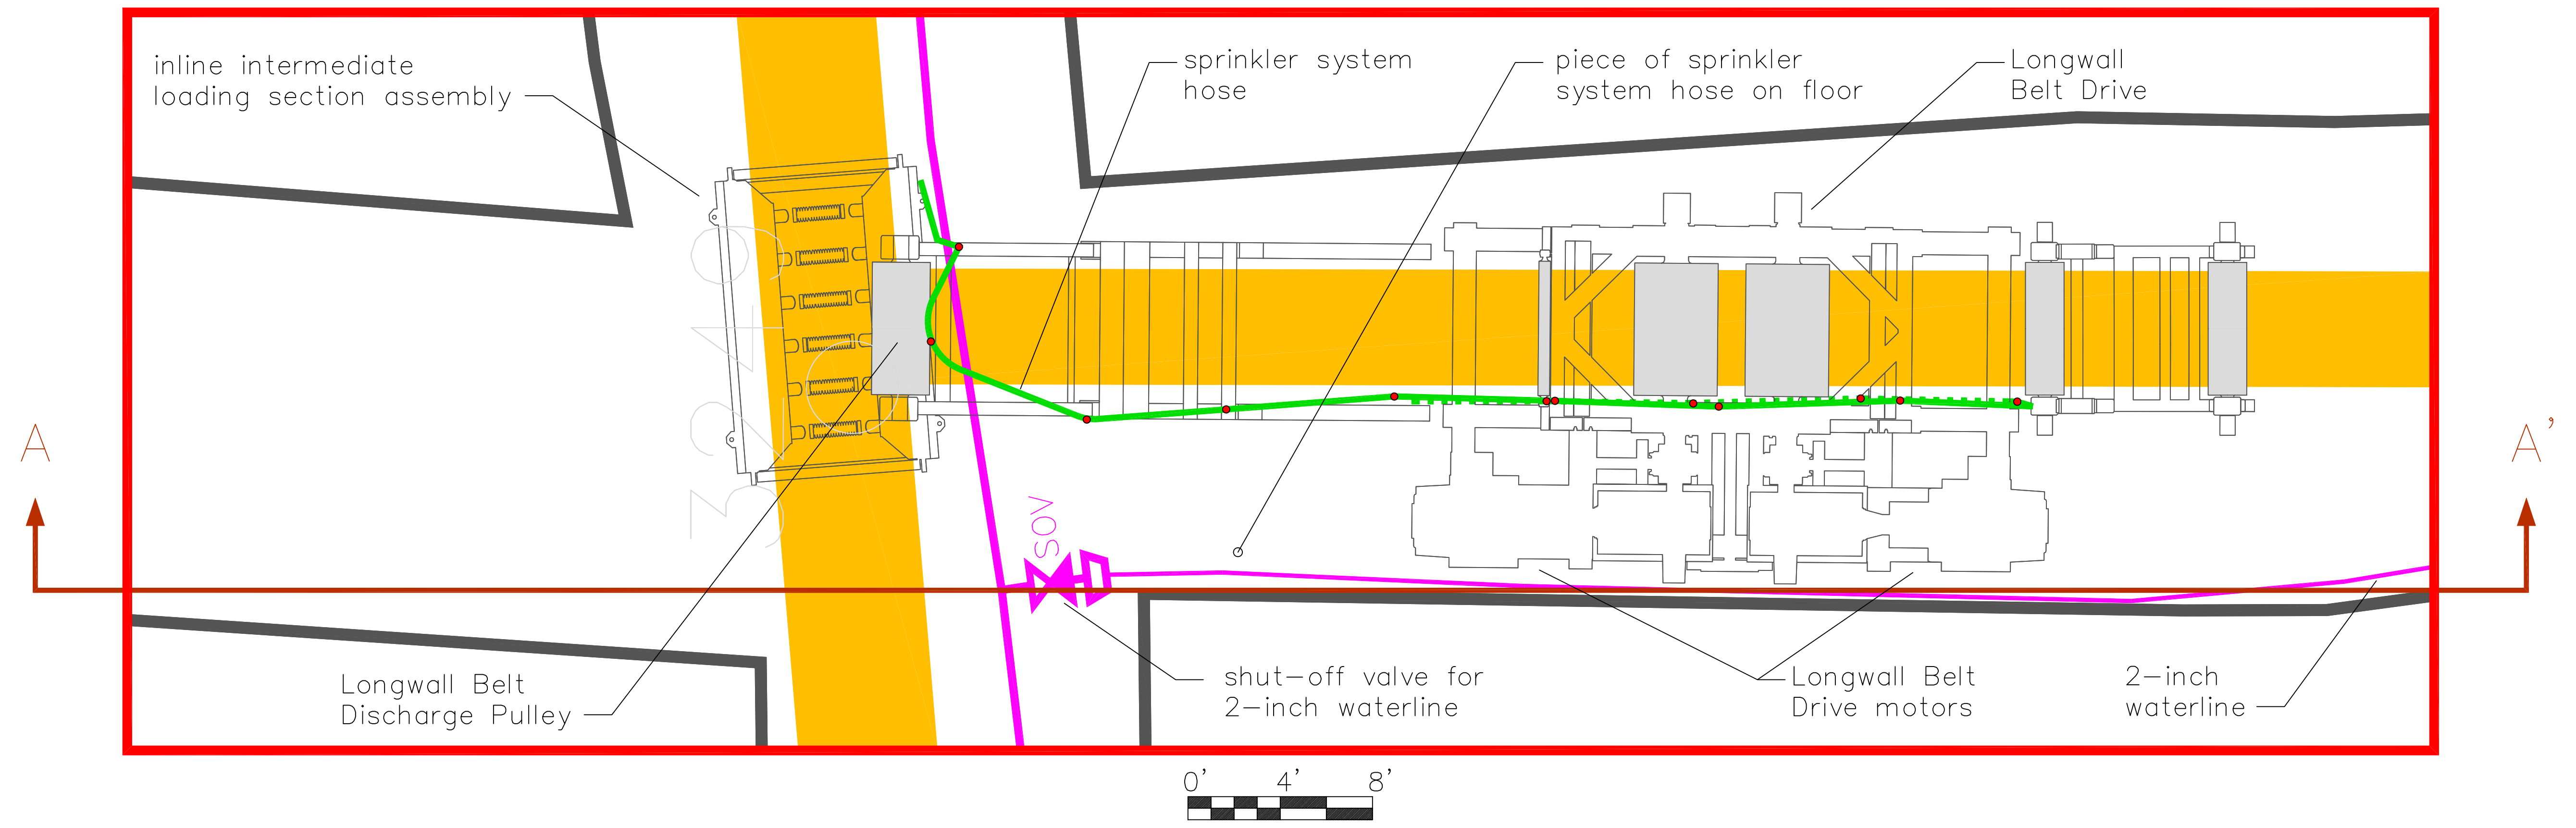 inline intermediate
loading section assembly
sprinkler system
hose
piece of sprinkler
system hose on floor
Longwall
Belt Drive
A
A'
SOV
Longwall Belt
Discharge Pulley
shut-off valve for
2-inch waterline
Longwall Belt
Drive motors
2-inch
waterline
0' 4' 8'